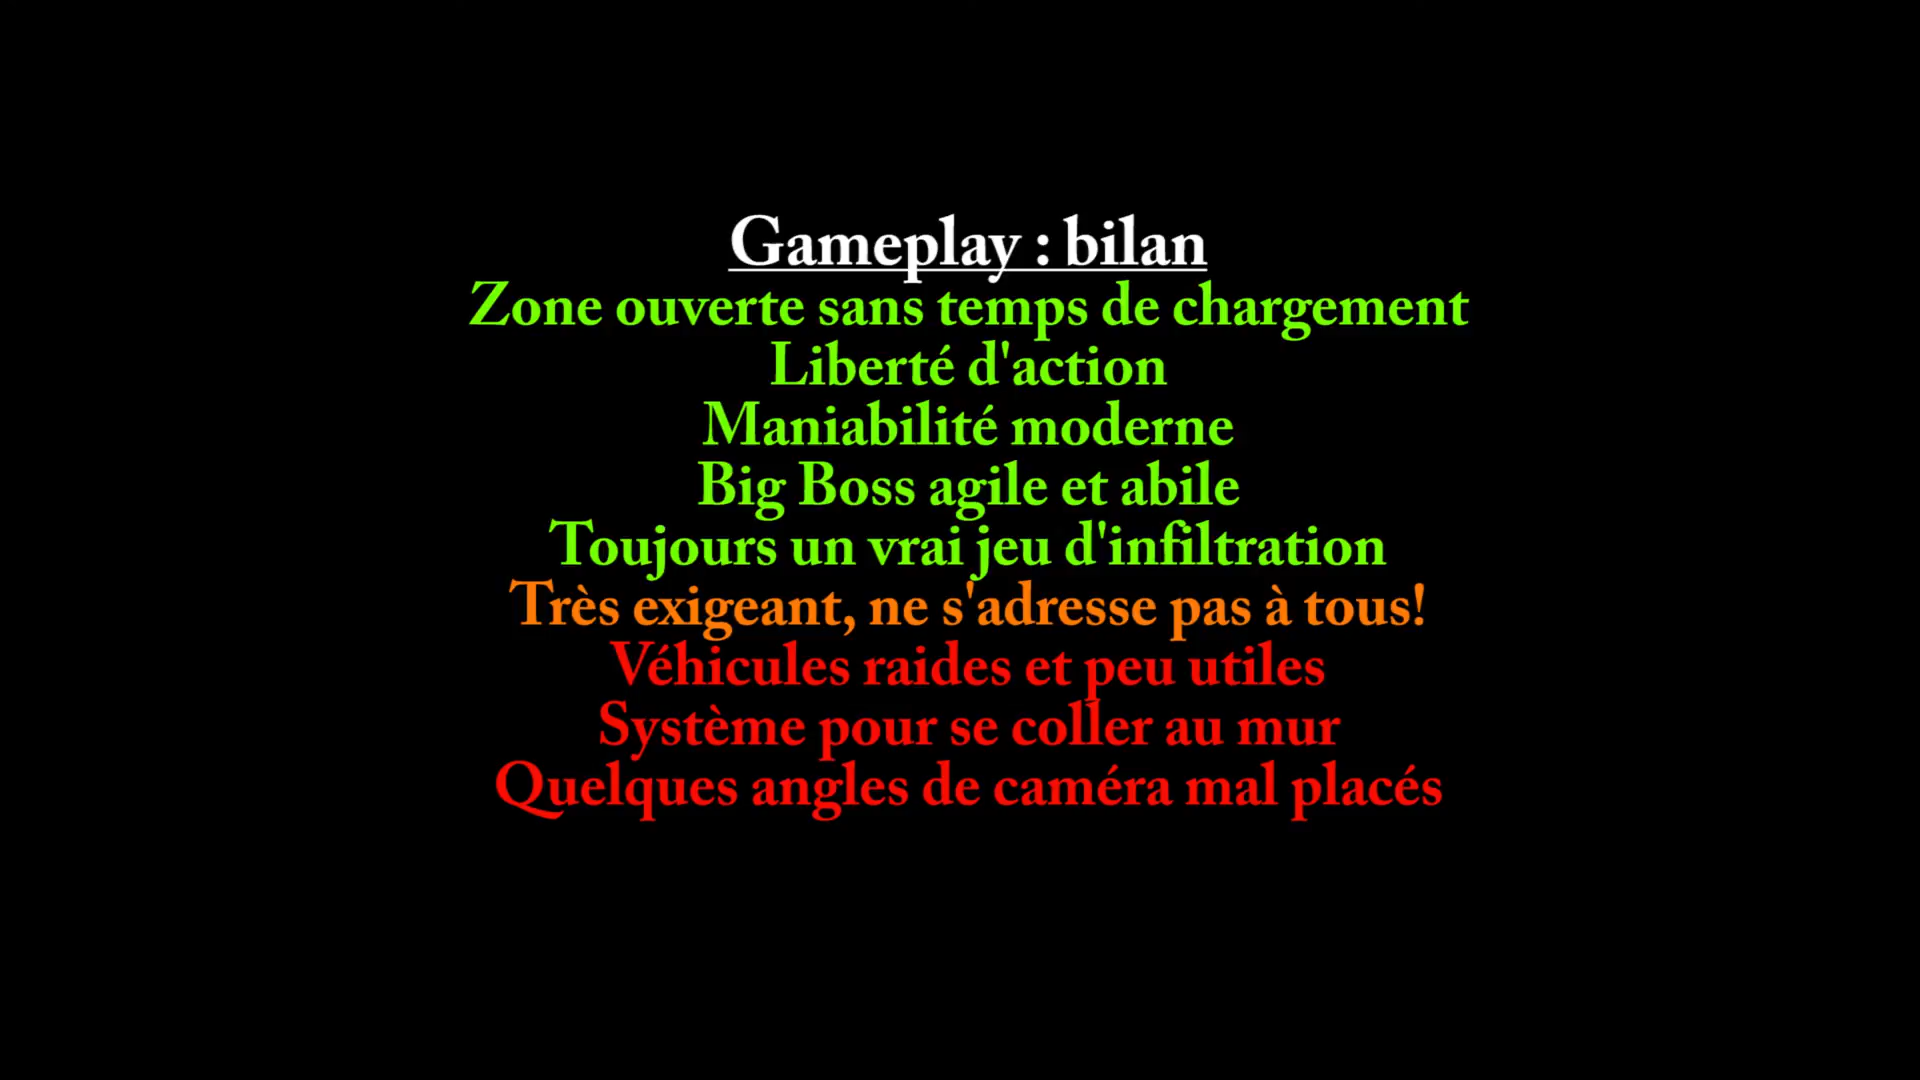 Gameplay : bilan
Zone ouverte sans temps de chargement
Liberté d'action
Maniabilité moderne
Big Boss agile et abile
Toujours un vrai jeu d'infiltration
Très exigeant, ne s'adresse pas à tous!
Véhicules raides et peu utiles
Système pour se coller au mur
Quelques angles de caméra mal placés